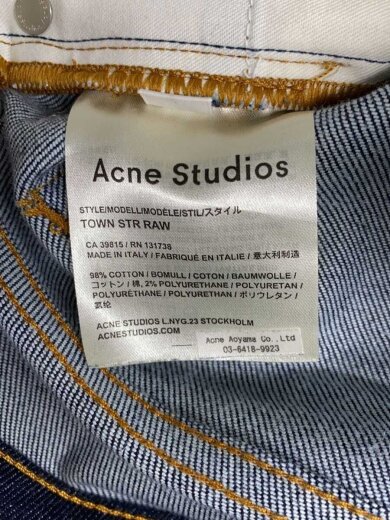 Acne Studios
STYLE/MODELL/MODÈLE/STIL/スタイル
TOWN STR RAW
CA 39815 / RN 131738
MADE IN ITALY / FABRIQUÉ EN ITALIE / 意大利制造
98% COTTON / BOMULL / COTON / BAUMWOLLE /
コットン / 棉, 2% POLYURETHANE / POLYURETAN /
POLYURÉTHANE / POLYURETHAN / ポリウレタン /
氨纶
ACNE STUDIOS L.NYG.23 STOCKHOLM
ACNESTUDIOS.COM
Acne Aoyama Co.,Ltd
03-6418-9923